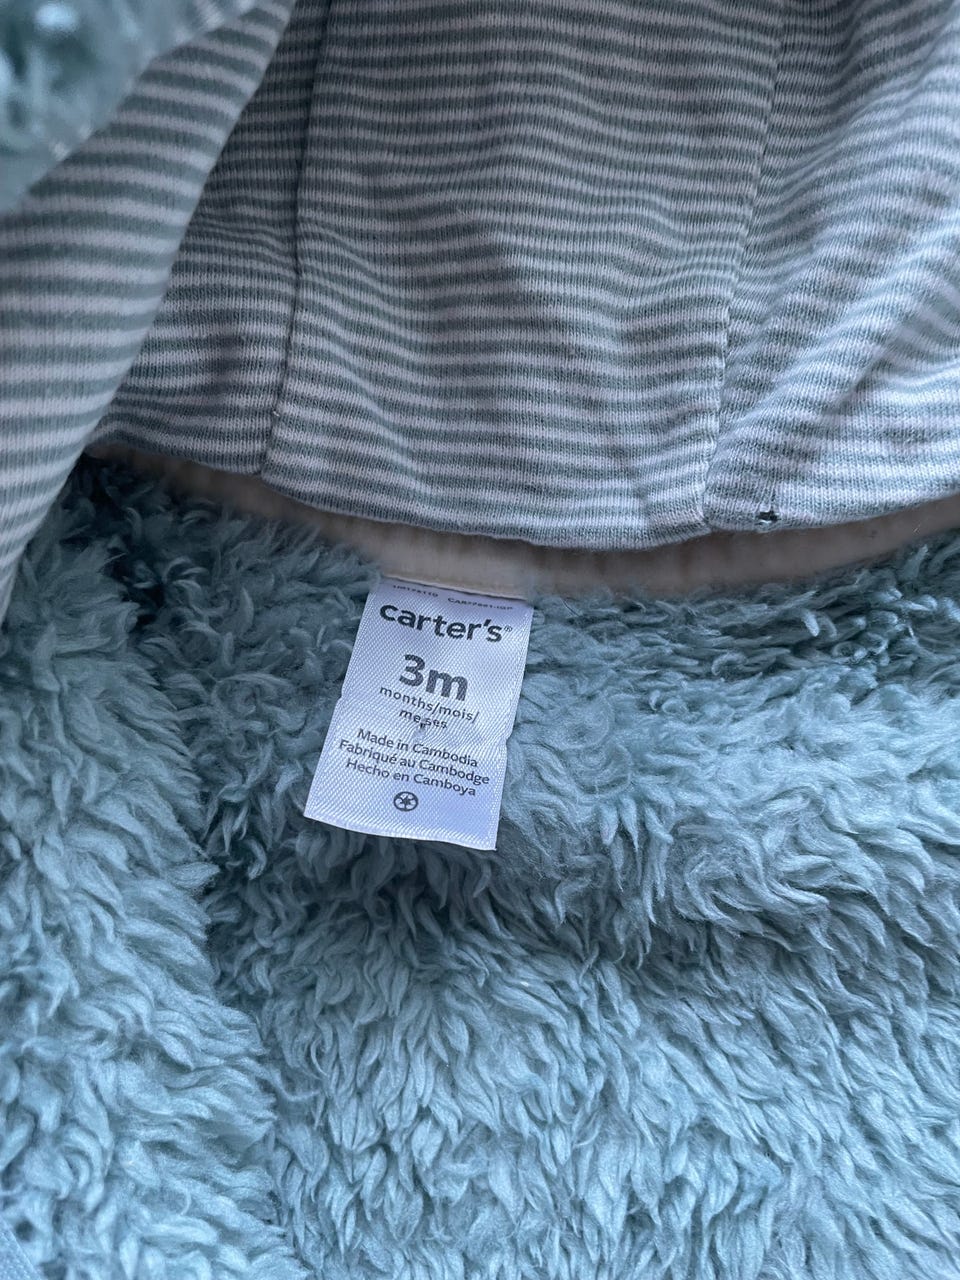 carter's®
3m
months/mois/
meses
Made in Cambodia
Fabriqué au Cambodge
Hecho en Camboya